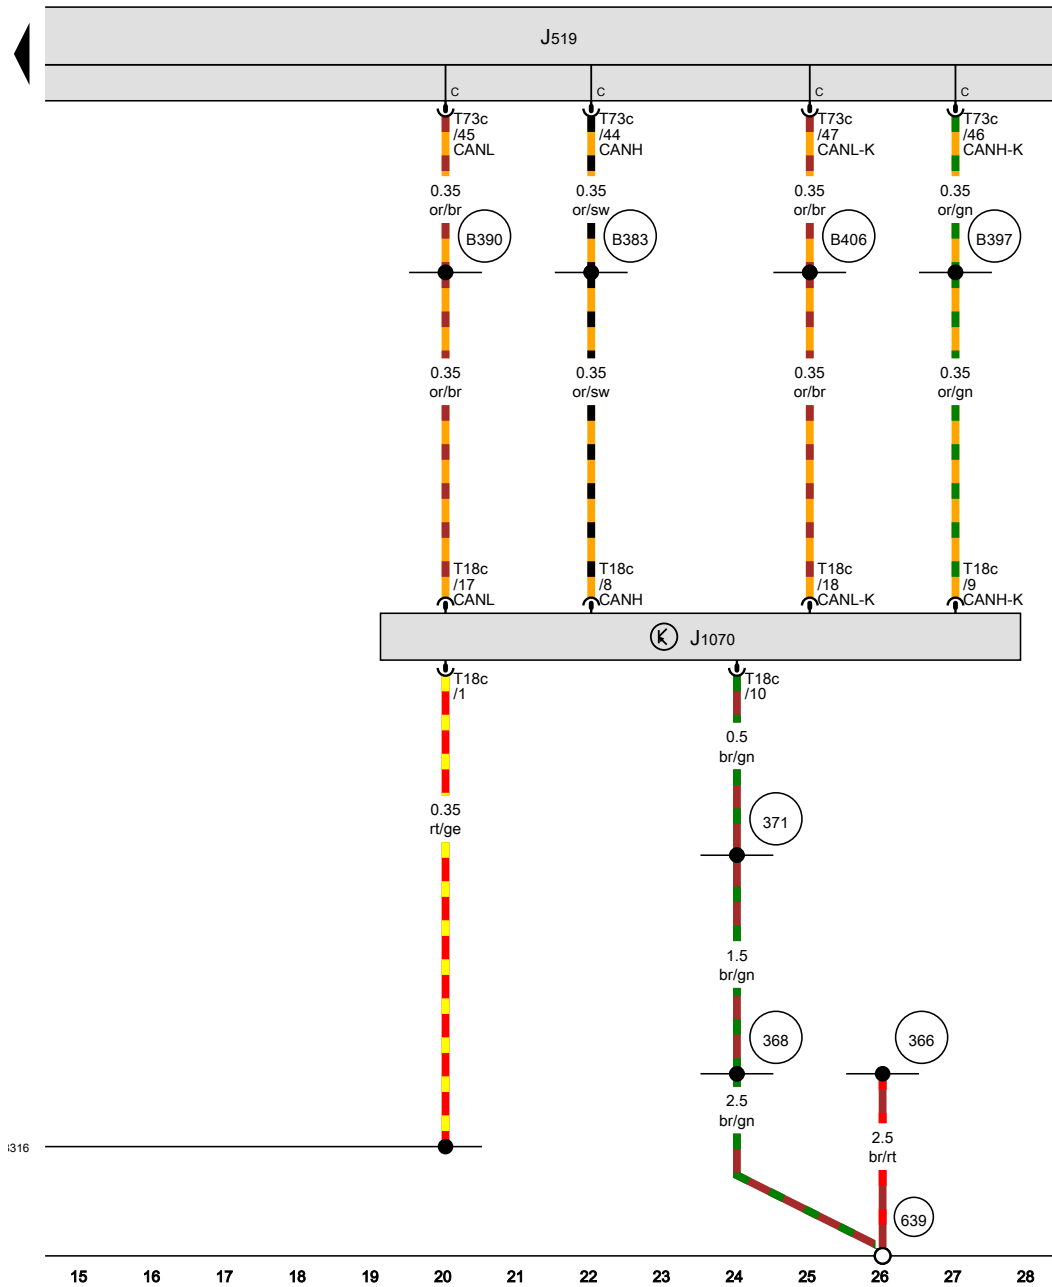 J519
C C C C
T73c T73c T73c T73c
/45 /44 /47 /46
CANL CANH CANL-K CANH-K
0.35 0.35 0.35 0.35
or/br or/sw or/br or/gn
B390 B383 B406 B397
0.35 0.35 0.35 0.35
or/br or/sw or/br or/gn
T18c T18c T18c T18c
/17 /8 /18 /9
CANL CANH CANL-K CANH-K
J1070
T18c T18c
/1 /10
0.5
br/gn
0.35
rt/ge
371
1.5
br/gn
368 366
2.5
br/gn
2.5
br/rt
639
15 16 17 18 19 20 21 22 23 24 25 26 27 28